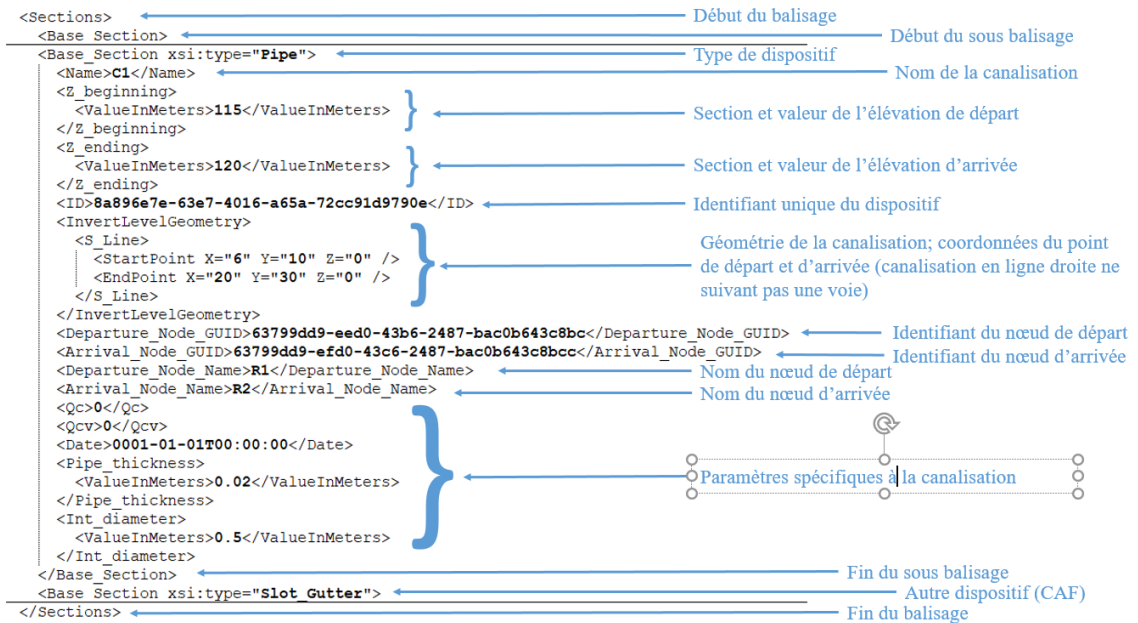 <Sections> Début du balisage
<Base_Section> Début du sous balisage
<Base_Section xsi:type="Pipe"> Type de dispositif
<Name>C1</Name> Nom de la canalisation
<Z_beginning>
<ValueInMeters>115</ValueInMeters> Section et valeur de l'élévation de départ
</Z_beginning>
<Z_ending>
<ValueInMeters>120</ValueInMeters> Section et valeur de l'élévation d'arrivée
</Z_ending>
<ID>8a896e7e-63e7-4016-a65a-72cc91d9790e</ID> Identifiant unique du dispositif
<InvertLevelGeometry>
<S_Line>
<StartPoint X="6" Y="10" Z="0" />
<EndPoint X="20" Y="30" Z="0" />
</S_Line>
</InvertLevelGeometry>
Géométrie de la canalisation; coordonnées du point
de départ et d'arrivée (canalisation en ligne droite ne
suivant pas une voie)
<Departure_Node_GUID>63799dd9-eed0-43b6-2487-bac0b643c8bc</Departure_Node_GUID> Identifiant du nœud de départ
<Arrival_Node_GUID>63799dd9-efd0-43c6-2487-bac0b643c8bcc</Arrival_Node_GUID> Identifiant du nœud d'arrivée
<Departure_Node_Name>R1</Departure_Node_Name> Nom du nœud de départ
<Arrival_Node_Name>R2</Arrival_Node_Name> Nom du nœud d'arrivée
<Qc>0</Qc>
<Qcv>0</Qcv>
<Date>0001-01-01T00:00:00</Date>
<Pipe_thickness>
<ValueInMeters>0.02</ValueInMeters> Paramètres spécifiques à la canalisation
</Pipe_thickness>
<Int_diameter>
<ValueInMeters>0.5</ValueInMeters>
</Int_diameter>
</Base_Section> Fin du sous balisage
<Base_Section xsi:type="Slot_Gutter"> Autre dispositif (CAF)
</Sections> Fin du balisage